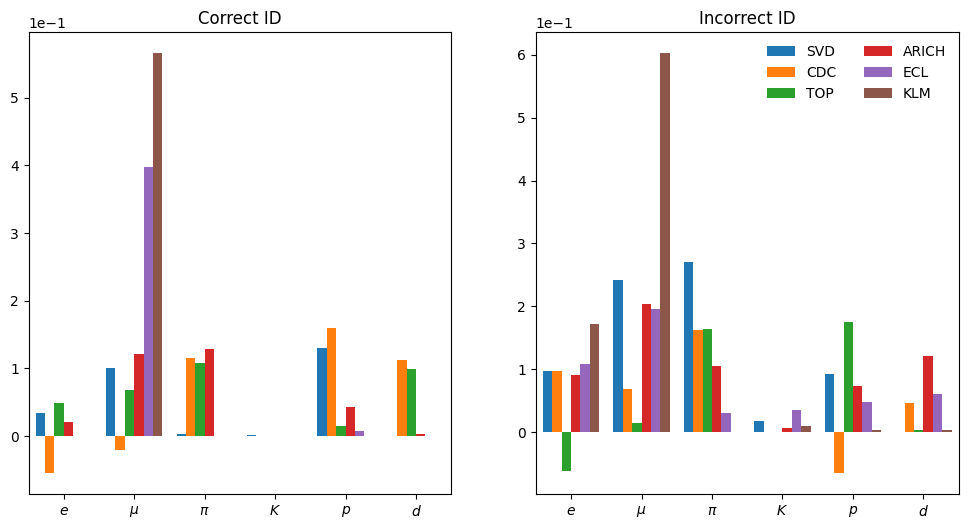 Correct ID
1e−1
5
4
3
2
1
0
e μ π K p d
Incorrect ID
1e−1
6
5
4
3
2
1
0
e μ π K p d
SVD ARICH
CDC ECL
TOP KLM